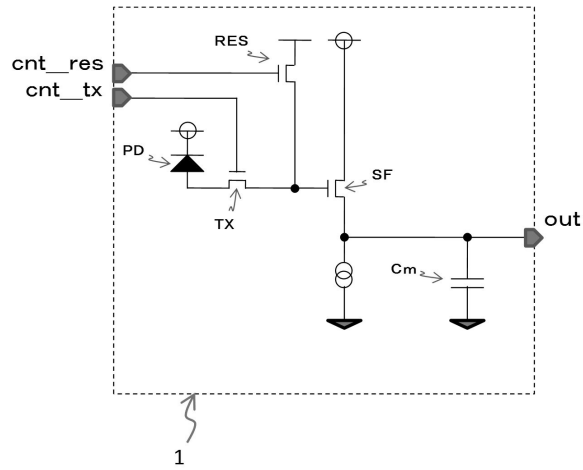 RES
cnt__res
cnt__tx
PD
SF
TX
out
Cm
1